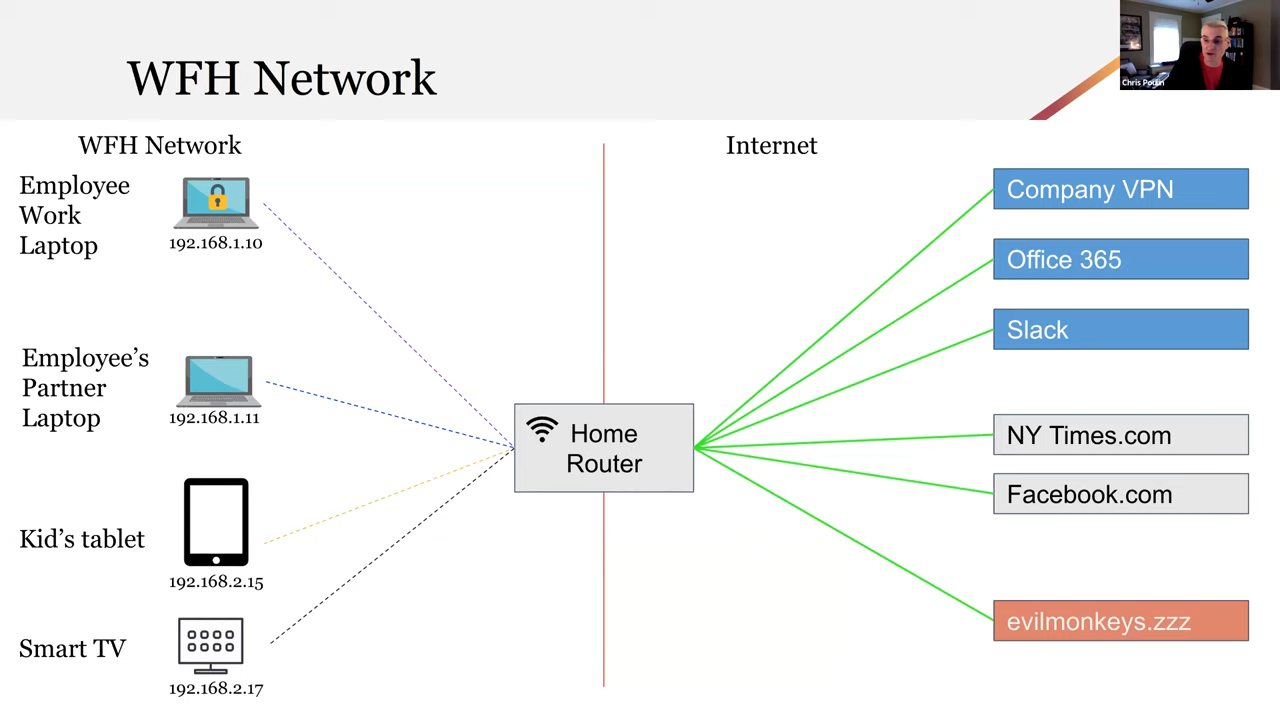 WFH Network
Chris Poulin
WFH Network
Internet
Employee
Work
Laptop
192.168.1.10
Employee’s
Partner
Laptop
192.168.1.11
Kid’s tablet
192.168.2.15
Smart TV
192.168.2.17
Home
Router
Company VPN
Office 365
Slack
NY Times.com
Facebook.com
evilmonkeys.zzz